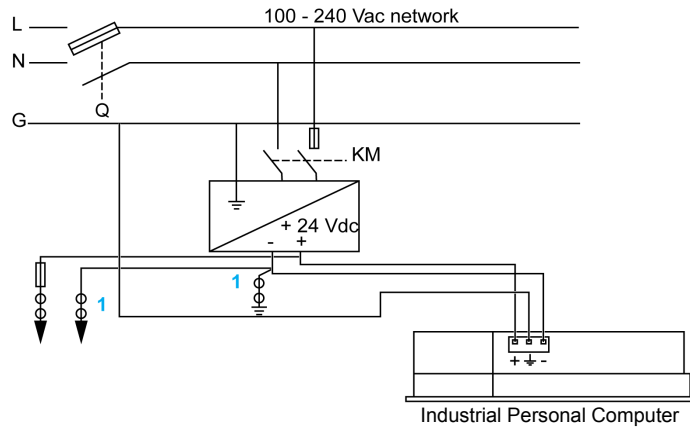 L
100 - 240 Vac network
N
Q
G
KM
+ 24 Vdc
- +
1
1
+ ⏚ -
Industrial Personal Computer